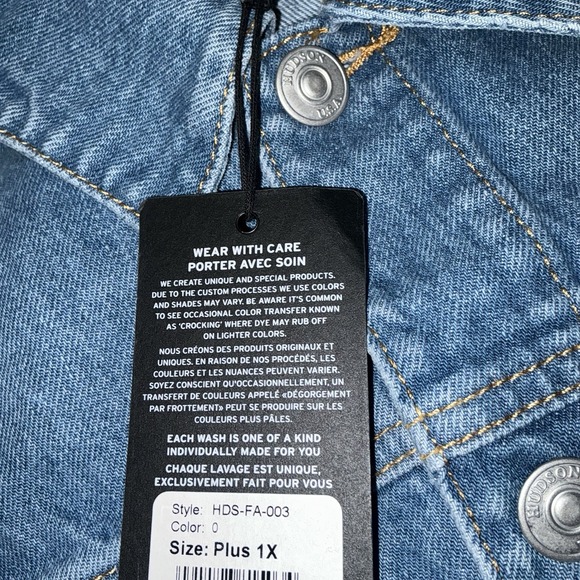 HUDSON
U.S.A
WEAR WITH CARE
PORTER AVEC SOIN
WE CREATE UNIQUE AND SPECIAL PRODUCTS.
DUE TO THE CUSTOM PROCESSES WE USE COLORS
AND SHADES MAY VARY. BE AWARE IT'S COMMON
TO SEE OCCASIONAL COLOR TRANSFER KNOWN
AS 'CROCKING' WHERE DYE MAY RUB OFF
ON LIGHTER COLORS.
NOUS CRÉONS DES PRODUITS ORIGINAUX ET
UNIQUES. EN RAISON DE NOS PROCÉDÉS, LES
COULEURS ET LES NUANCES PEUVENT VARIER.
SOYEZ CONSCIENT QU'OCCASIONNELLEMENT, UN
TRANSFERT DE COULEURS APPELÉ «DÉGORGEMENT
PAR FROTTEMENT» PEUT SE PRODUIRE SUR LES
COULEURS PLUS PÂLES.
EACH WASH IS ONE OF A KIND
INDIVIDUALLY MADE FOR YOU
CHAQUE LAVAGE EST UNIQUE,
EXCLUSIVEMENT FAIT POUR VOUS
Style: HDS-FA-003
Color: 0
Size: Plus 1X
HUDSON